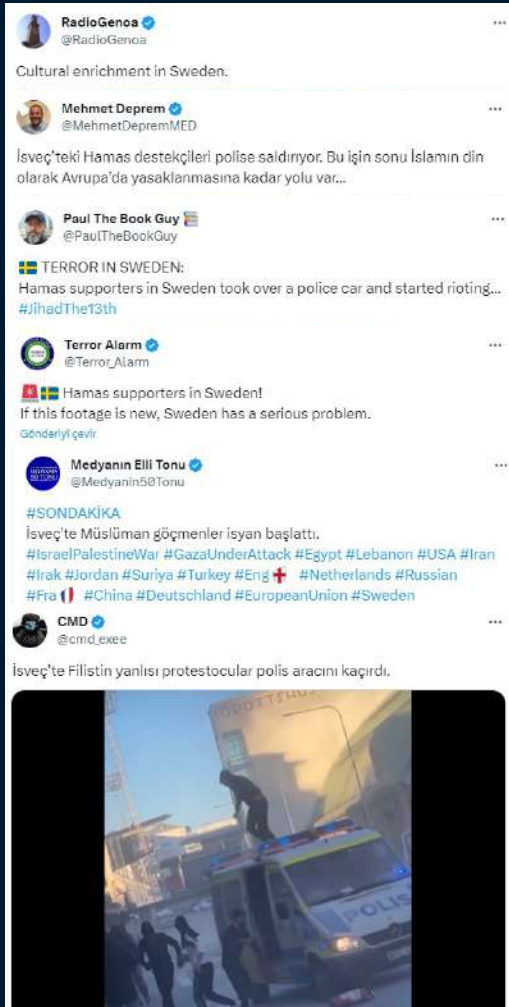 RadioGenoa
@RadioGenoa
Cultural enrichment in Sweden.
Mehmet Deprem
@MehmetDepremMED
İsveç'teki Hamas destekçileri polise saldırıyor. Bu işin sonu İslamın din
olarak Avrupa'da yasaklanmasına kadar yolu var...
Paul The Book Guy 📚
@PaulTheBookGuy
🇸🇪 TERROR IN SWEDEN:
Hamas supporters in Sweden took over a police car and started rioting...
#JihadThe13th
Terror Alarm
@Terror_Alarm
🚨🇸🇪 Hamas supporters in Sweden!
If this footage is new, Sweden has a serious problem.
Gönderiyi çevir
MEDYANIN
50 TONU
Medyanın Elli Tonu
@Medyanin50Tonu
#SONDAKİKA
İsveç'te Müslüman göçmenler isyan başlattı.
#IsraelPalestineWar #GazaUnderAttack #Egypt #Lebanon #USA #Iran
#Irak #Jordan #Suriya #Turkey #Eng #Netherlands #Russian
#Fra #China #Deutschland #EuropeanUnion #Sweden
CMD
@cmd_exee
İsveç'te Filistin yanlısı protestocular polis aracını kaçırdı.
POLIS